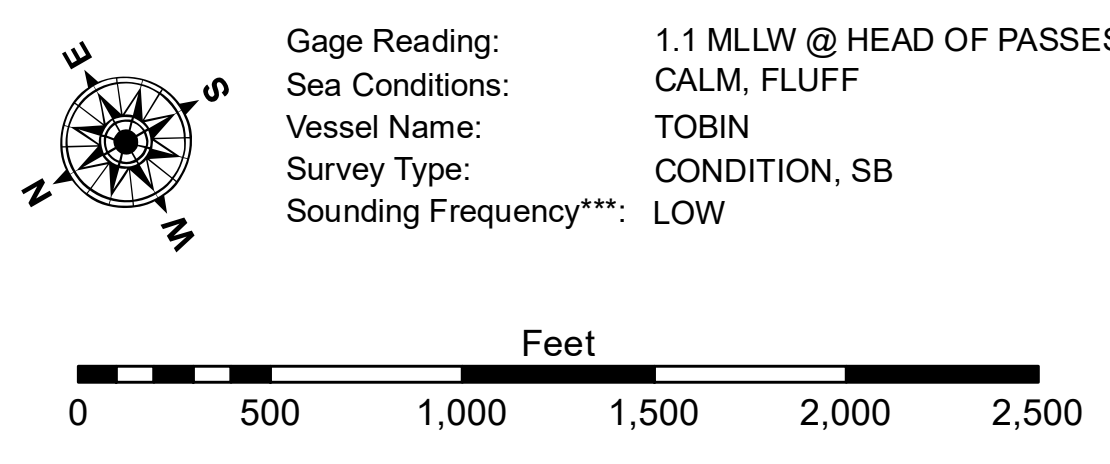 E
S
N
W
Gage Reading: 1.1 MLLW @ HEAD OF PASSES
Sea Conditions: CALM, FLUFF
Vessel Name: TOBIN
Survey Type: CONDITION, SB
Sounding Frequency***: LOW
Feet
0 500 1,000 1,500 2,000 2,500